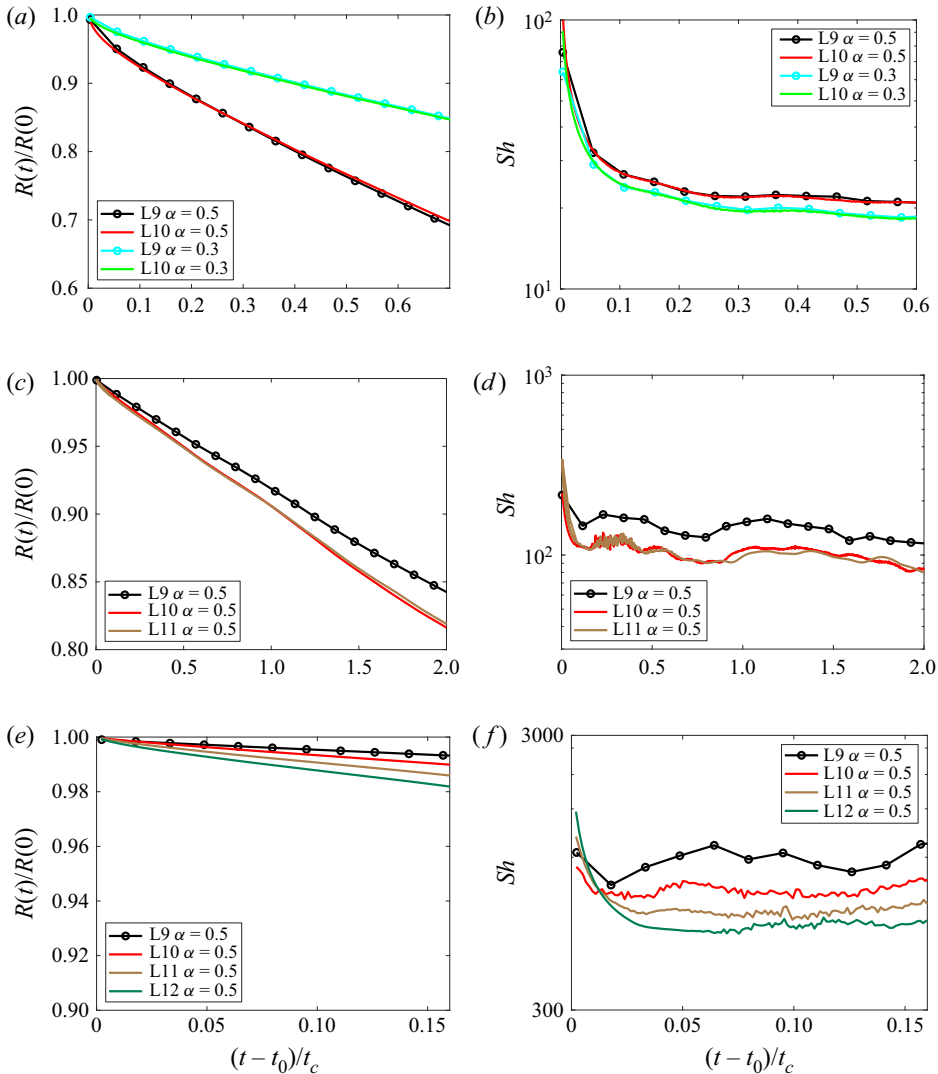 (a)
1.0
0.9
0.8
0.7
0.6
R(t)/R(0)
L9 α = 0.5
L10 α = 0.5
L9 α = 0.3
L10 α = 0.3
0 0.1 0.2 0.3 0.4 0.5 0.6
(b)
10²
10¹
Sh
L9 α = 0.5
L10 α = 0.5
L9 α = 0.3
L10 α = 0.3
0 0.1 0.2 0.3 0.4 0.5 0.6
(c)
1.00
0.95
0.90
0.85
0.80
R(t)/R(0)
L9 α = 0.5
L10 α = 0.5
L11 α = 0.5
0 0.5 1.0 1.5 2.0
(d)
10³
10²
Sh
L9 α = 0.5
L10 α = 0.5
L11 α = 0.5
0 0.5 1.0 1.5 2.0
(e)
1.00
0.98
0.96
0.94
0.92
0.90
R(t)/R(0)
L9 α = 0.5
L10 α = 0.5
L11 α = 0.5
L12 α = 0.5
0 0.05 0.10 0.15
(t – t₀)/t꜀
(f)
3000
300
Sh
L9 α = 0.5
L10 α = 0.5
L11 α = 0.5
L12 α = 0.5
0 0.05 0.10 0.15
(t – t₀)/t꜀